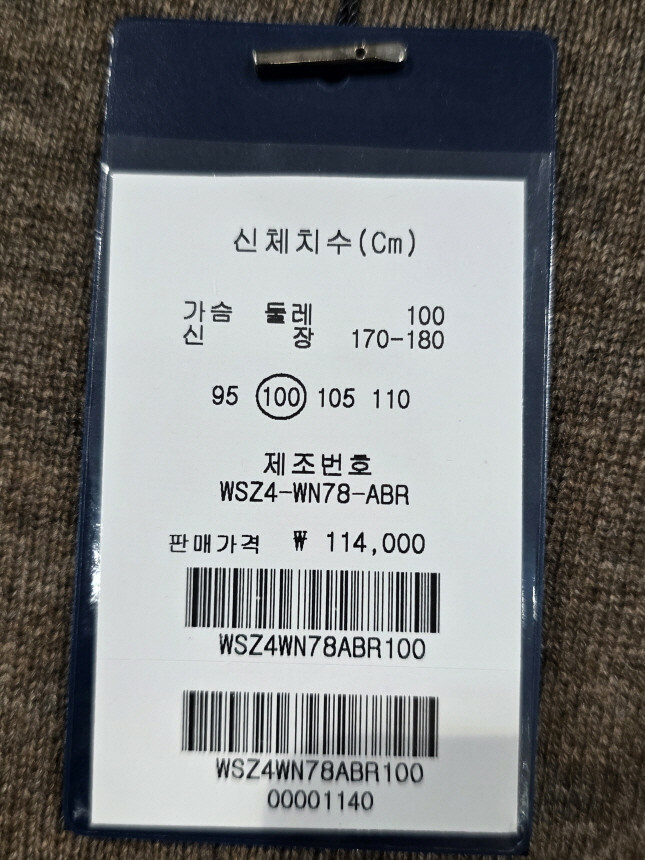 신체치수(Cm)
가슴 둘레 100
신 장 170-180
95 100 105 110
제조번호
WSZ4-WN78-ABR
판매가격 ₩ 114,000
WSZ4WN78ABR100
WSZ4WN78ABR100
00001140